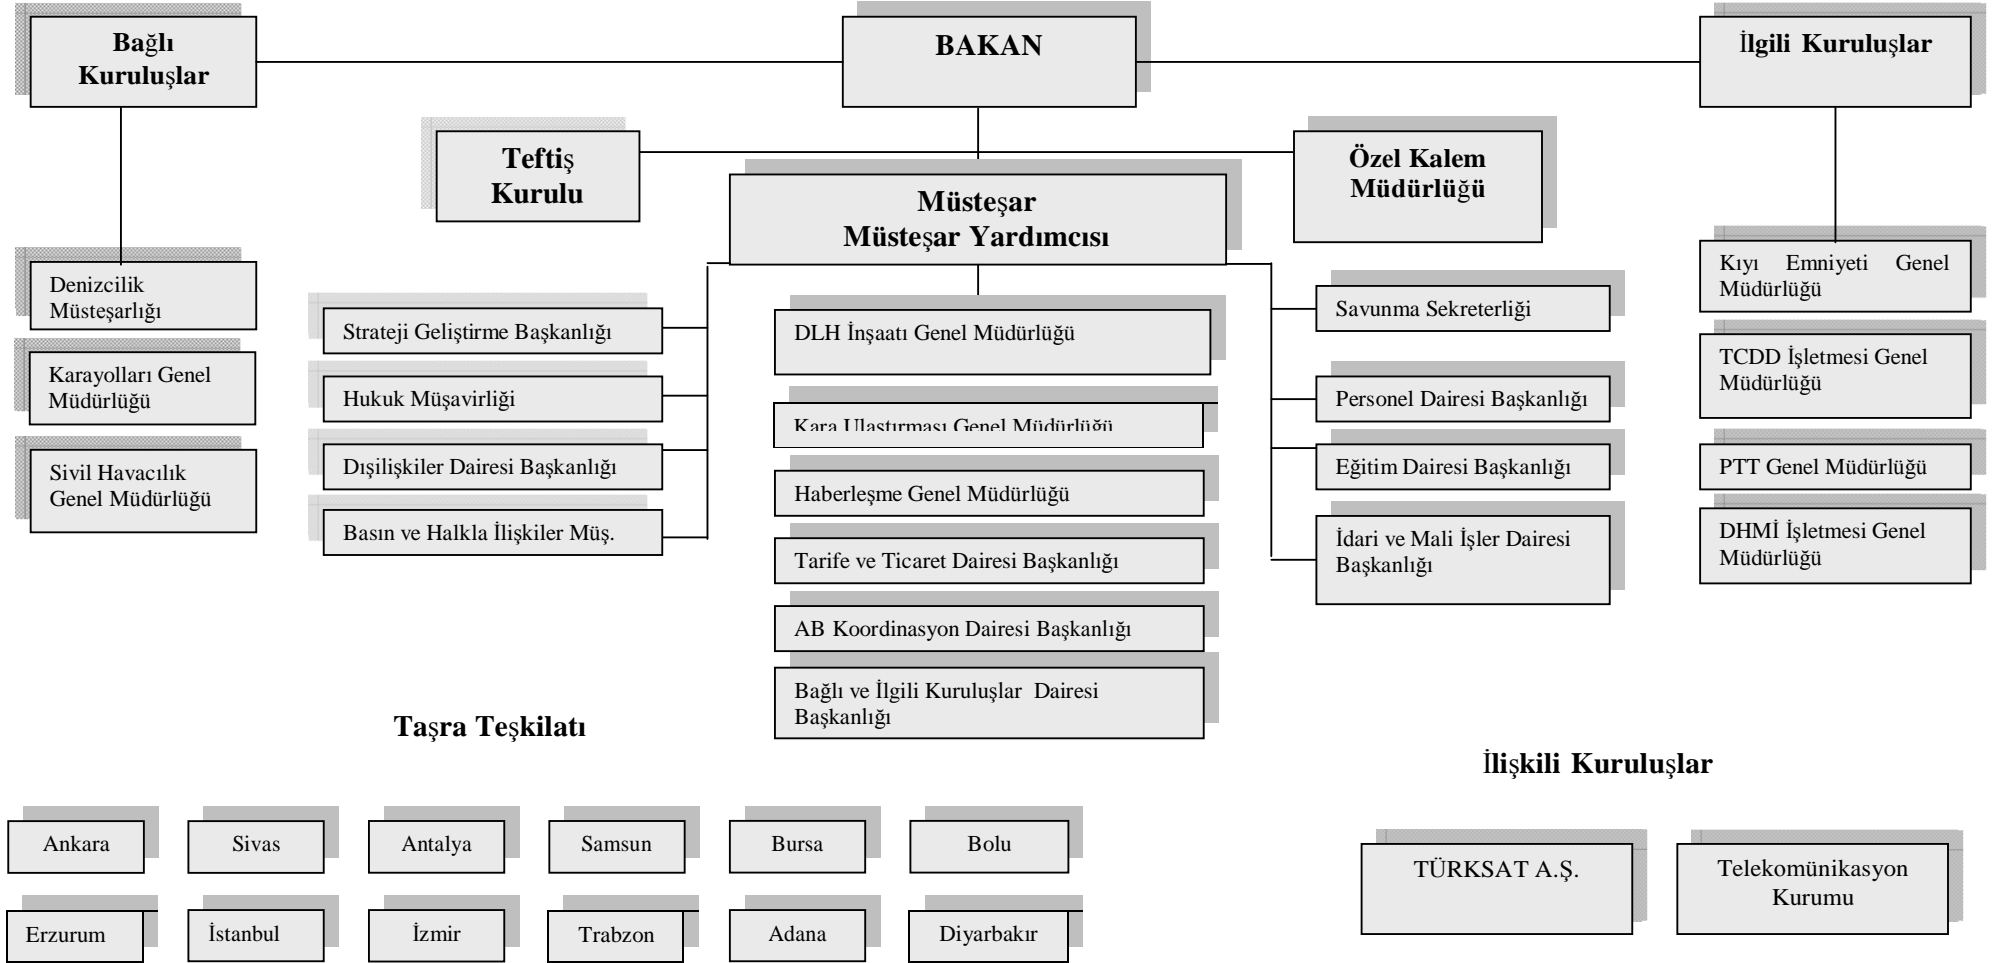 Bağlı
Kuruluşlar
BAKAN
İlgili Kuruluşlar
Teftiş
Kurulu
Özel Kalem
Müdürlüğü
Müsteşar
Müsteşar Yardımcısı
Denizcilik
Müsteşarlığı
Karayolları Genel
Müdürlüğü
Sivil Havacılık
Genel Müdürlüğü
Strateji Geliştirme Başkanlığı
Hukuk Müşavirliği
Dışilişkiler Dairesi Başkanlığı
Basın ve Halkla İlişkiler Müş.
DLH İnşaatı Genel Müdürlüğü
Kara Ulaştırması Genel Müdürlüğü
Haberleşme Genel Müdürlüğü
Tarife ve Ticaret Dairesi Başkanlığı
AB Koordinasyon Dairesi Başkanlığı
Bağlı ve İlgili Kuruluşlar Dairesi
Başkanlığı
Savunma Sekreterliği
Personel Dairesi Başkanlığı
Eğitim Dairesi Başkanlığı
İdari ve Mali İşler Dairesi
Başkanlığı
Kıyı Emniyeti Genel
Müdürlüğü
TCDD İşletmesi Genel
Müdürlüğü
PTT Genel Müdürlüğü
DHMİ İşletmesi Genel
Müdürlüğü
Taşra Teşkilatı
Ankara
Sivas
Antalya
Samsun
Bursa
Bolu
Erzurum
İstanbul
İzmir
Trabzon
Adana
Diyarbakır
İlişkili Kuruluşlar
TÜRKSAT A.Ş.
Telekomünikasyon
Kurumu